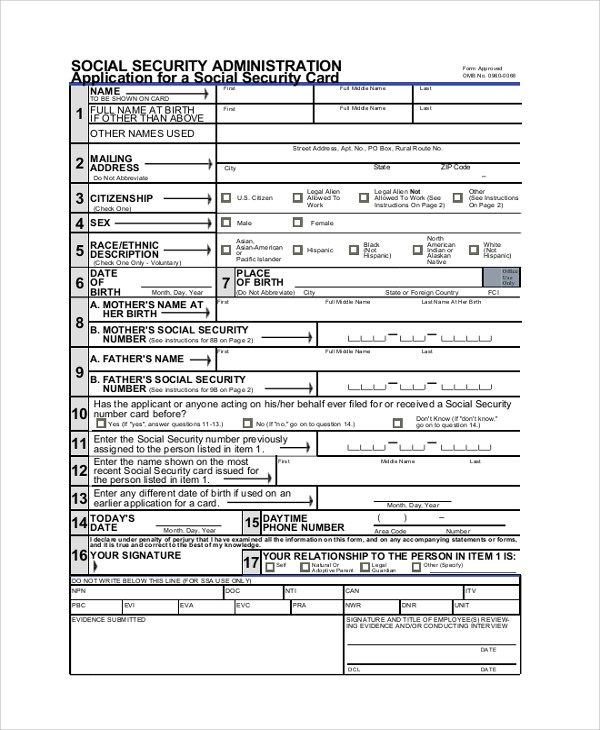 SOCIAL SECURITY ADMINISTRATION
Application for a Social Security Card
Form Approved
OMB No. 0960-0066
1
NAME
TO BE SHOWN ON CARD
First
Full Middle Name
Last
FULL NAME AT BIRTH
IF OTHER THAN ABOVE
First
Full Middle Name
Last
OTHER NAMES USED
2
MAILING
ADDRESS
Do Not Abbreviate
Street Address, Apt. No., PO Box, Rural Route No.
City
State
ZIP Code
–
3
CITIZENSHIP
(Check One)
U.S. Citizen
Legal Alien
Allowed To
Work
Legal Alien Not
Allowed To Work (See
Instructions On Page 2)
Other
(See Instructions
On Page 2)
4
SEX
Male
Female
5
RACE/ETHNIC
DESCRIPTION
(Check One Only - Voluntary)
Asian,
Asian-American
or
Pacific Islander
Hispanic
Black
(Not
Hispanic)
North
American
Indian or
Alaskan
Native
White
(Not
Hispanic)
6
DATE
OF
BIRTH
Month, Day, Year
7
PLACE
OF BIRTH
(Do Not Abbreviate)
City
State or Foreign Country
FCI
Office
Use
Only
8
A. MOTHER'S NAME AT
HER BIRTH
First
Full Middle Name
Last Name At Her Birth
B. MOTHER'S SOCIAL SECURITY
NUMBER (See instructions for 8B on Page 2)
9
A. FATHER'S NAME
First
Full Middle Name
Last
B. FATHER'S SOCIAL SECURITY
NUMBER (See instructions for 9B on Page 2)
10
Has the applicant or anyone acting on his/her behalf ever filed for or received a Social Security
number card before?
Yes (If "yes", answer questions 11-13.)
No (If "no," go on to question 14.)
Don't Know (If "don't know,"
go on to question 14.)
11
Enter the Social Security number previously
assigned to the person listed in item 1.
12
Enter the name shown on the most
recent Social Security card issued for
the person listed in item 1.
First
Middle Name
Last
13
Enter any different date of birth if used on an
earlier application for a card.
Month, Day, Year
14
TODAY'S
DATE
Month, Day, Year
15
DAYTIME
PHONE NUMBER
( ) –
Area Code
Number
I declare under penalty of perjury that I have examined all the information on this form, and on any accompanying statements or forms,
and it is true and correct to the best of my knowledge.
16
YOUR SIGNATURE
17
YOUR RELATIONSHIP TO THE PERSON IN ITEM 1 IS:
Self
Natural Or
Adoptive Parent
Legal
Guardian
Other (Specify)
DO NOT WRITE BELOW THIS LINE (FOR SSA USE ONLY)
NPN
DOC
NTI
CAN
ITV
PBC
EVI
EVA
EVC
PRA
NWR
DNR
UNIT
EVIDENCE SUBMITTED
SIGNATURE AND TITLE OF EMPLOYEE(S) REVIEW-
ING EVIDENCE AND/OR CONDUCTING INTERVIEW
DATE
DCL
DATE